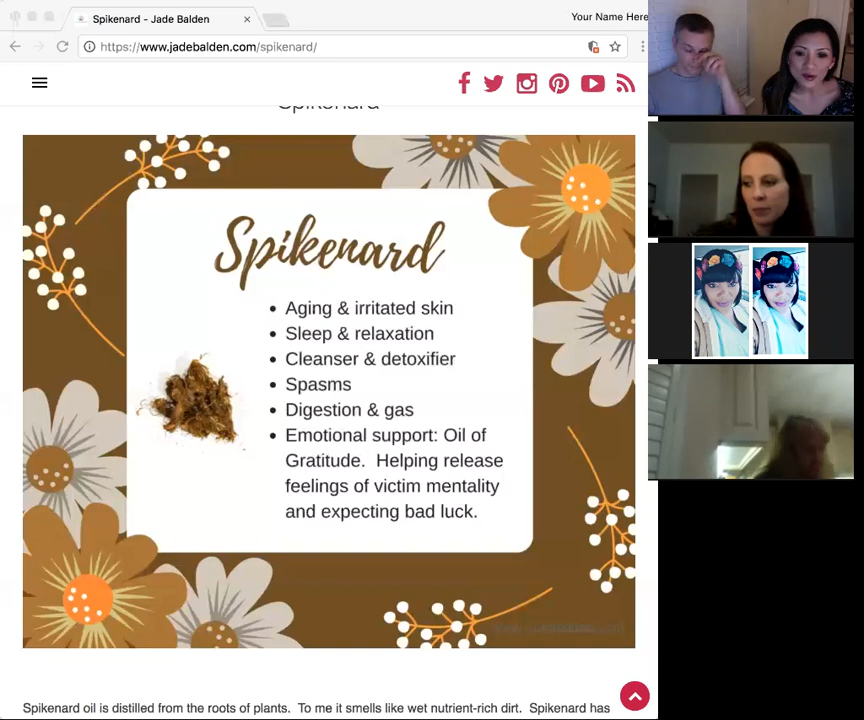 Spikenard - Jade Balden
Your Name Here
https://www.jadebalden.com/spikenard/
Spikenard
Spikenard
Aging & irritated skin
Sleep & relaxation
Cleanser & detoxifier
Spasms
Digestion & gas
Emotional support: Oil of
Gratitude. Helping release
feelings of victim mentality
and expecting bad luck.
Spikenard oil is distilled from the roots of plants. To me it smells like wet nutrient-rich dirt. Spikenard has